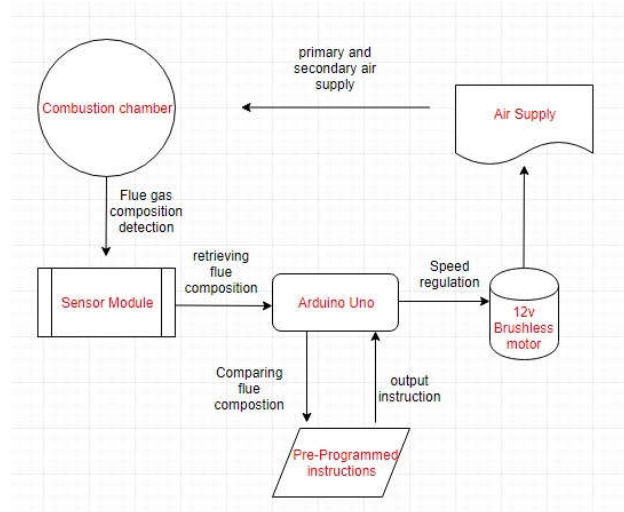 primary and
secondary air
supply
Combustion chamber
Air Supply
Flue gas
composition
detection
retrieving
flue
composition
Speed
regulation
Sensor Module
Arduino Uno
12v
Brushless
motor
Comparing
flue
compostion
output
instruction
Pre-Programmed
instructions